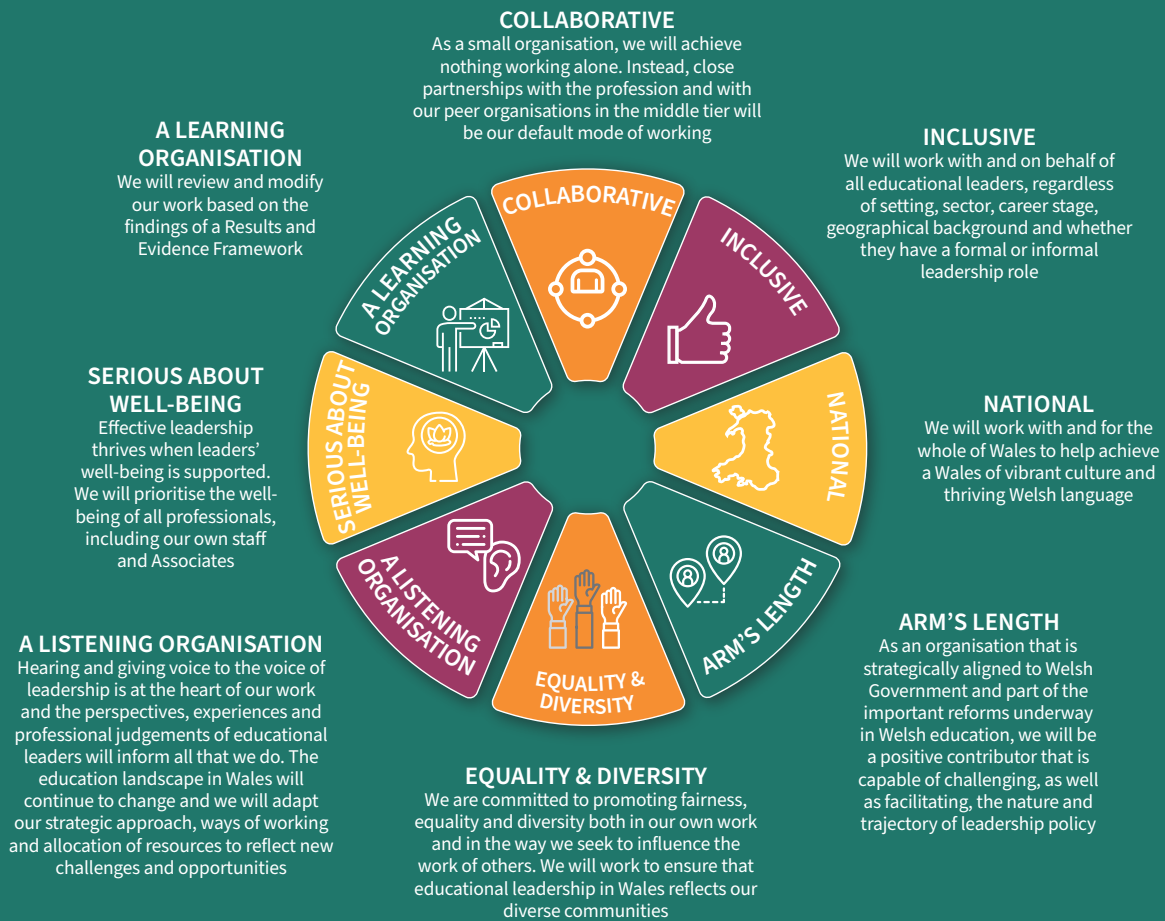 COLLABORATIVE
As a small organisation, we will achieve
nothing working alone. Instead, close
partnerships with the profession and with
our peer organisations in the middle tier will
be our default mode of working
A LEARNING
ORGANISATION
We will review and modify
our work based on the
findings of a Results and
Evidence Framework
INCLUSIVE
We will work with and on behalf of
all educational leaders, regardless
of setting, sector, career stage,
geographical background and whether
they have a formal or informal
leadership role
COLLABORATIVE
INCLUSIVE
NATIONAL
ARM'S LENGTH
EQUALITY &
DIVERSITY
A LISTENING
ORGANISATION
SERIOUS ABOUT
WELL-BEING
A LEARNING
ORGANISATION
SERIOUS ABOUT
WELL-BEING
Effective leadership
thrives when leaders’
well-being is supported.
We will prioritise the well-
being of all professionals,
including our own staff
and Associates
NATIONAL
We will work with and for the
whole of Wales to help achieve
a Wales of vibrant culture and
thriving Welsh language
A LISTENING ORGANISATION
Hearing and giving voice to the voice of
leadership is at the heart of our work
and the perspectives, experiences and
professional judgements of educational
leaders will inform all that we do. The
education landscape in Wales will
continue to change and we will adapt
our strategic approach, ways of working
and allocation of resources to reflect new
challenges and opportunities
ARM’S LENGTH
As an organisation that is
strategically aligned to Welsh
Government and part of the
important reforms underway
in Welsh education, we will be
a positive contributor that is
capable of challenging, as well
as facilitating, the nature and
trajectory of leadership policy
EQUALITY & DIVERSITY
We are committed to promoting fairness,
equality and diversity both in our own work
and in the way we seek to influence the
work of others. We will work to ensure that
educational leadership in Wales reflects our
diverse communities